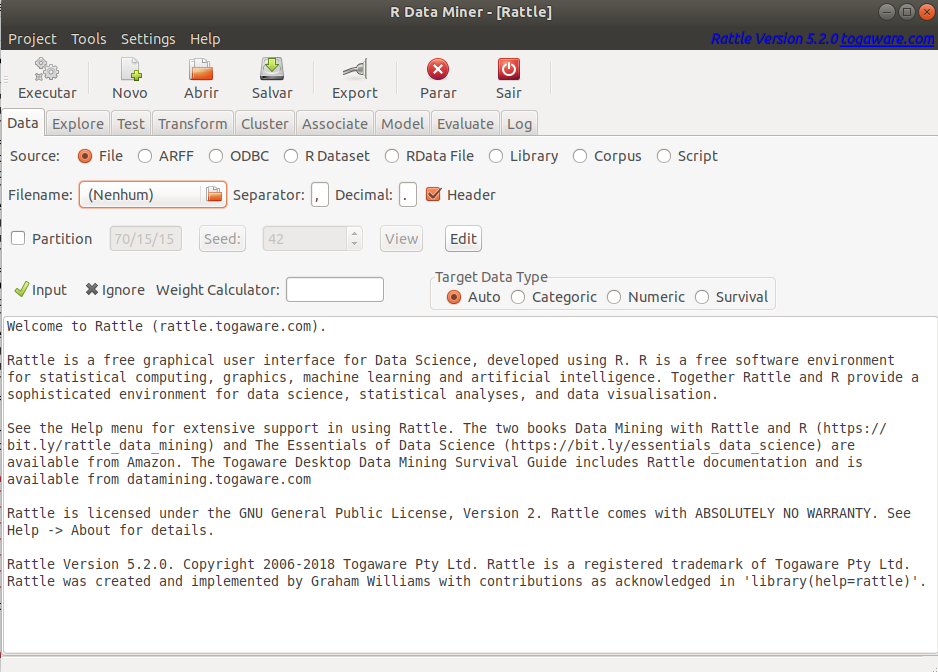 R Data Miner - [Rattle]
Project Tools Settings Help Rattle Version 5.2.0 togaware.com
Executar Novo Abrir Salvar Export Parar Sair
Data Explore Test Transform Cluster Associate Model Evaluate Log
Source: File ARFF ODBC R Dataset RData File Library Corpus Script
Filename: (Nenhum) Separator: , Decimal: . Header
Partition 70/15/15 Seed: 42 View Edit
Target Data Type
Input Ignore Weight Calculator: Auto Categoric Numeric Survival
Welcome to Rattle (rattle.togaware.com).
Rattle is a free graphical user interface for Data Science, developed using R. R is a free software environment
for statistical computing, graphics, machine learning and artificial intelligence. Together Rattle and R provide a
sophisticated environment for data science, statistical analyses, and data visualisation.
See the Help menu for extensive support in using Rattle. The two books Data Mining with Rattle and R (https://
bit.ly/rattle_data_mining) and The Essentials of Data Science (https://bit.ly/essentials_data_science) are
available from Amazon. The Togaware Desktop Data Mining Survival Guide includes Rattle documentation and is
available from datamining.togaware.com
Rattle is licensed under the GNU General Public License, Version 2. Rattle comes with ABSOLUTELY NO WARRANTY. See
Help -> About for details.
Rattle Version 5.2.0. Copyright 2006-2018 Togaware Pty Ltd. Rattle is a registered trademark of Togaware Pty Ltd.
Rattle was created and implemented by Graham Williams with contributions as acknowledged in 'library(help=rattle)'.